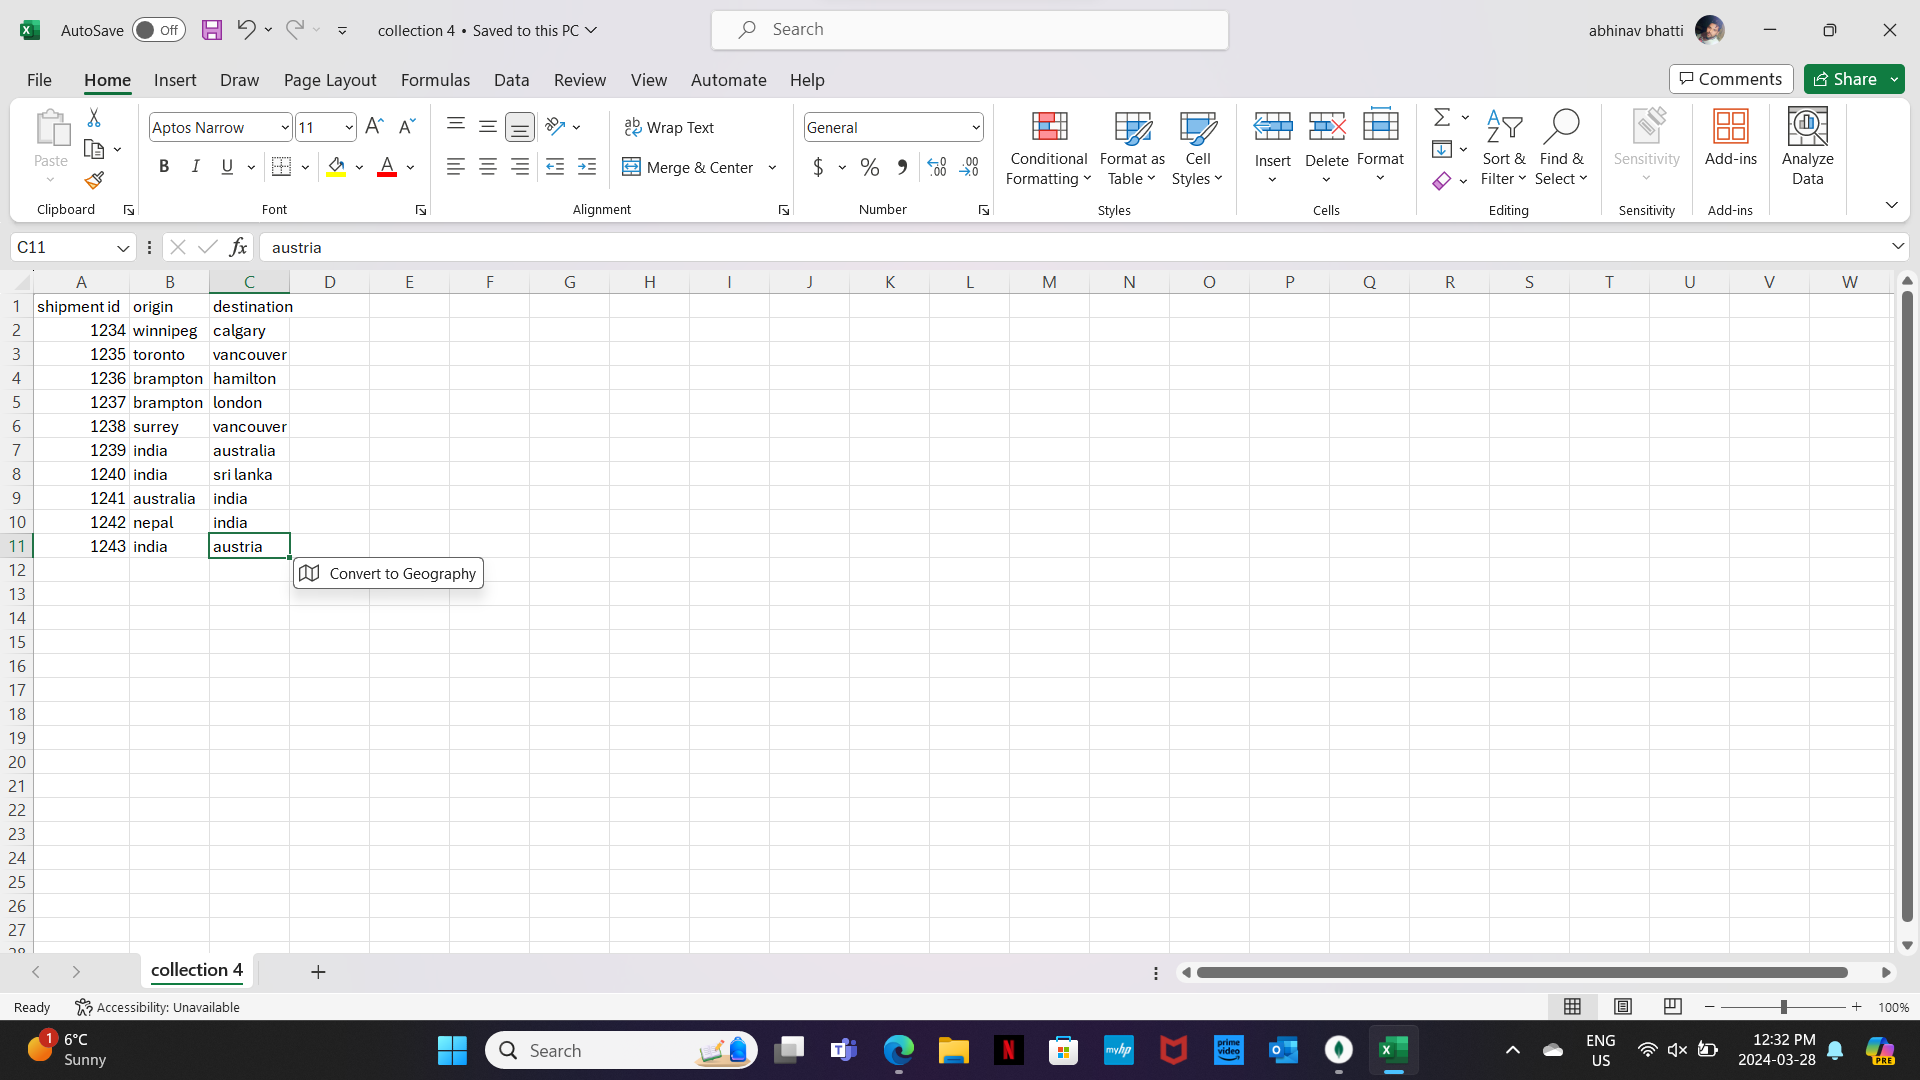 AutoSave Off collection 4 • Saved to this PC Search abhinav bhatti
File Home Insert Draw Page Layout Formulas Data Review View Automate Help Comments Share
Paste Aptos Narrow 11 Wrap Text General Conditional Formatting Format as Table Cell Styles Insert Delete Format Sort & Filter Find & Select Sensitivity Add-ins Analyze Data
B I U A Merge & Center $ %
Clipboard Font Alignment Number Styles Cells Editing Sensitivity Add-ins
C11 fx austria
A B C D E F G H I J K L M N O P Q R S T U V W
1 shipment id origin destination
2 1234 winnipeg calgary
3 1235 toronto vancouver
4 1236 brampton hamilton
5 1237 brampton london
6 1238 surrey vancouver
7 1239 india australia
8 1240 india sri lanka
9 1241 australia india
10 1242 nepal india
11 1243 india austria
12
Convert to Geography
13
14
15
16
17
18
19
20
21
22
23
24
25
26
27
28
collection 4
Ready Accessibility: Unavailable 100%
1 6°C Search myhp prime video ENG 12:32 PM
Sunny US 2024-03-28 PRE